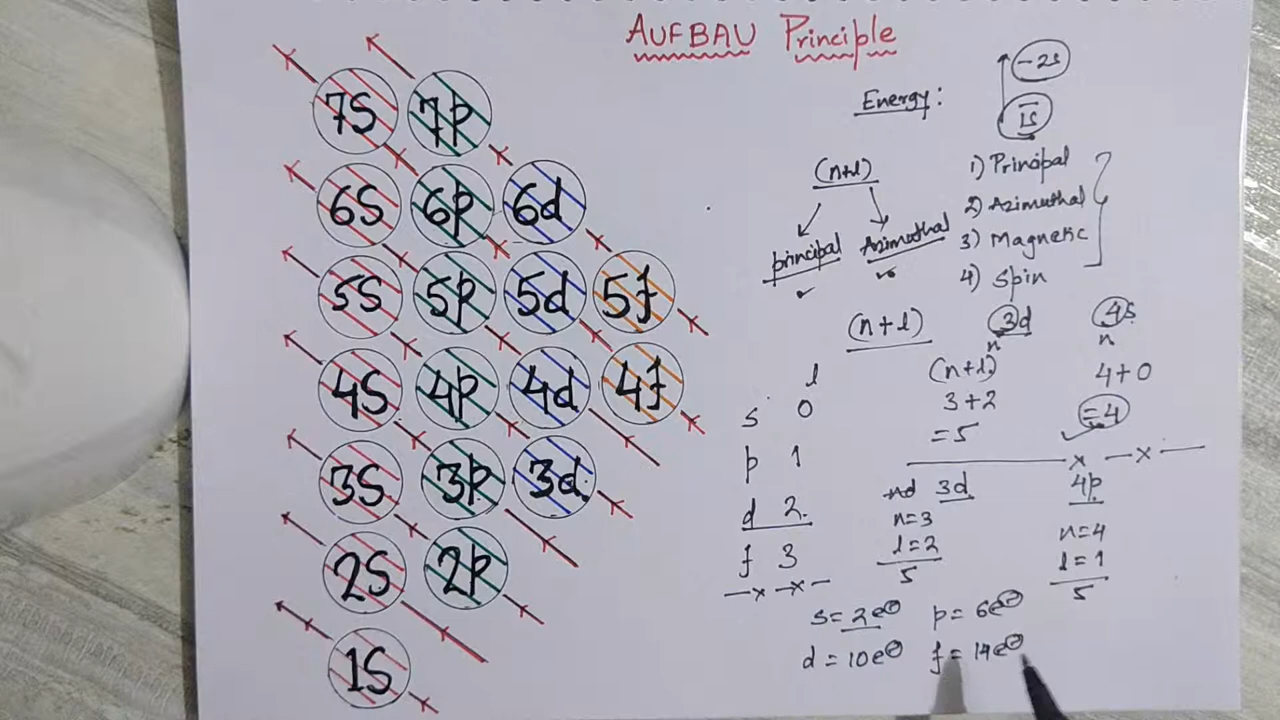 AUFBAU Principle
7S 7p
6S 6p 6d
5S 5p 5d 5f
4S 4p 4d 4f
3S 3p 3d
2S 2p
1S
Energy:
-2s
1s
(n+l)
principal Azimuthal
1) Principal
2) Azimuthal
3) Magnetic
4) Spin
(n+l)
l
s 0
p 1
d 2.
f 3
—x —x—
3d
n
(n+l)
3+2
=5
4s
n
4+0
=4
x —x—
3d
n=3
l=2
5
4p
n=4
l=1
5
s=2e⊖ p=6e⊖
d=10e⊖ f=14e⊖